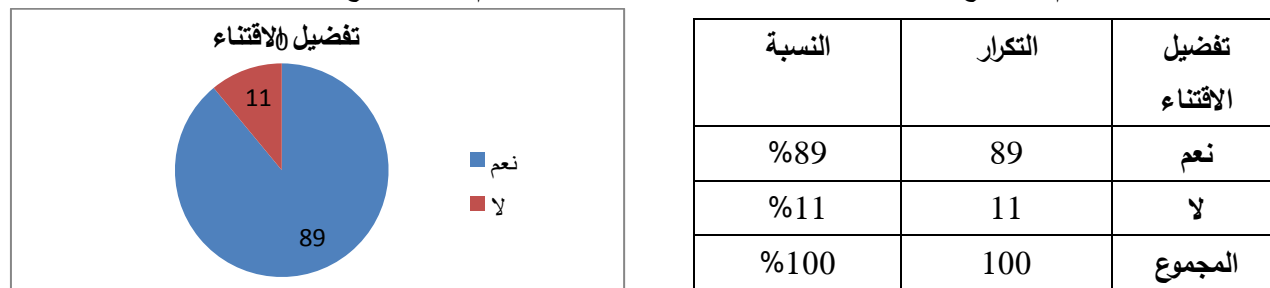 تفضيل الاقتناء
0
11
89
نعم
لا
تفضيل الاقتناء	التكرار	النسبة
نعم	89	%89
لا	11	%11
المجموع	100	%100